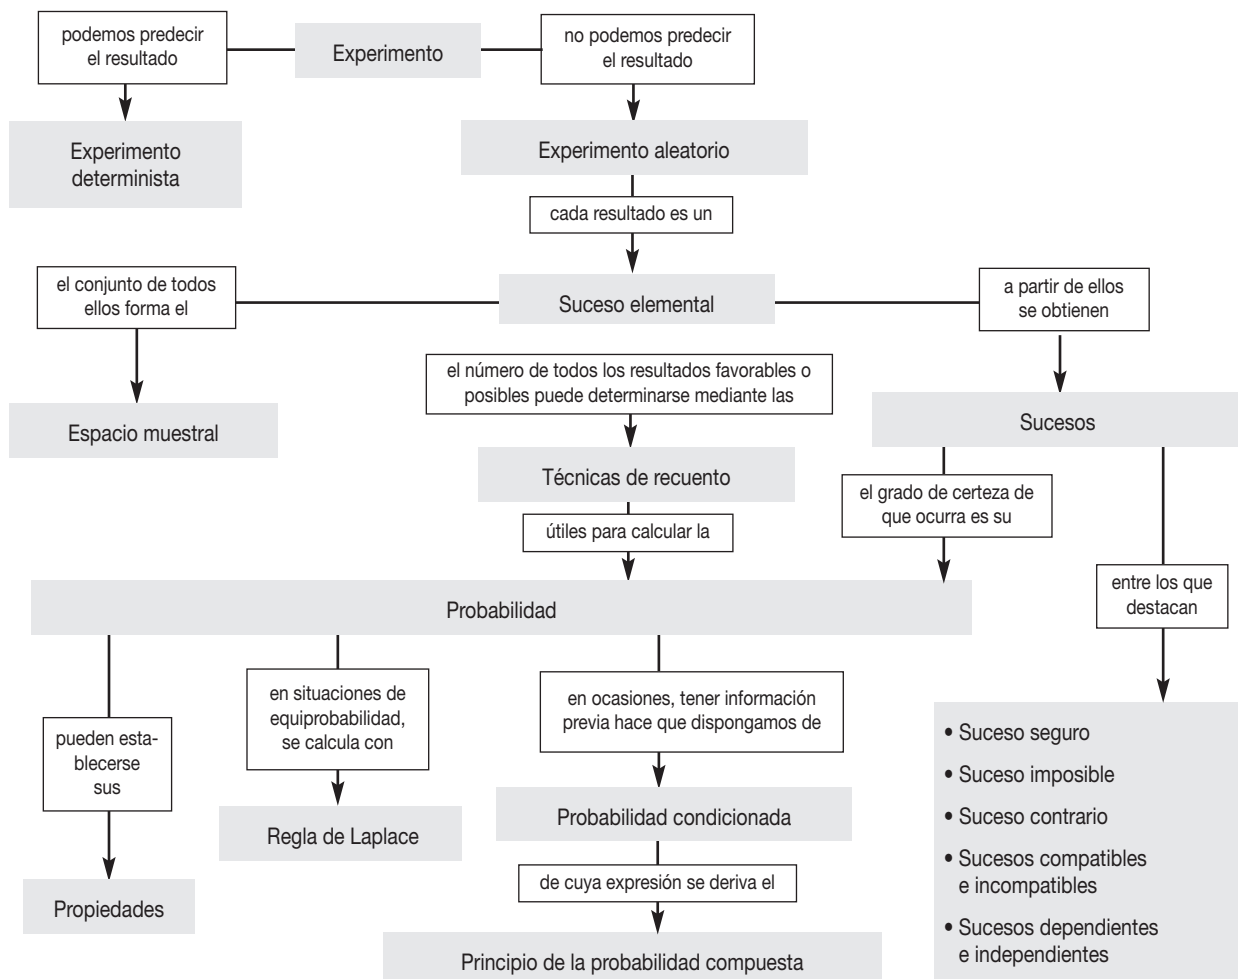 podemos predecir
el resultado
Experimento
no podemos predecir
el resultado
Experimento
determinista
Experimento aleatorio
cada resultado es un
el conjunto de todos
ellos forma el
Suceso elemental
a partir de ellos
se obtienen
el número de todos los resultados favorables o
posibles puede determinarse mediante las
Espacio muestral
Sucesos
Técnicas de recuento
el grado de certeza de
que ocurra es su
útiles para calcular la
entre los que
destacan
Probabilidad
pueden esta-
blecerse
sus
en situaciones de
equiprobabilidad,
se calcula con
en ocasiones, tener información
previa hace que dispongamos de
Propiedades
Regla de Laplace
Probabilidad condicionada
de cuya expresión se deriva el
Principio de la probabilidad compuesta
• Suceso seguro
• Suceso imposible
• Suceso contrario
• Sucesos compatibles
e incompatibles
• Sucesos dependientes
e independientes